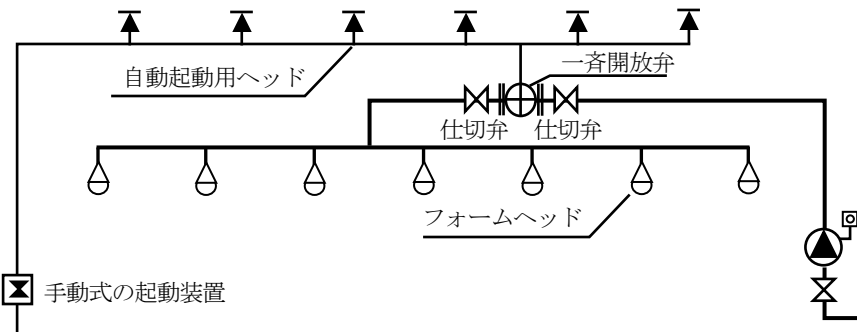 一斉開放弁
自動起動用ヘッド
仕切弁
仕切弁
フォームヘッド
手動式の起動装置